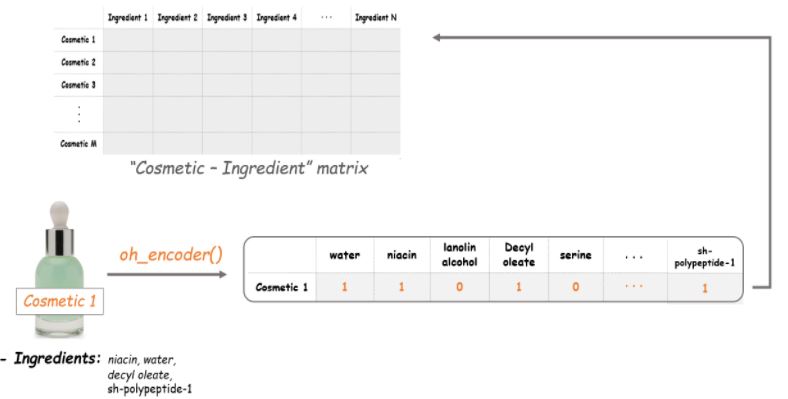 Ingredient 1 Ingredient 2 Ingredient 3 Ingredient 4 ... Ingredient N
Cosmetic 1
Cosmetic 2
Cosmetic 3
⋮
Cosmetic M
"Cosmetic – Ingredient" matrix
oh_encoder()
Cosmetic 1
water niacin lanolin alcohol Decyl oleate serine ... sh-polypeptide-1
Cosmetic 1 1 1 0 1 0 ... 1
- Ingredients: niacin, water,
decyl oleate,
sh-polypeptide-1